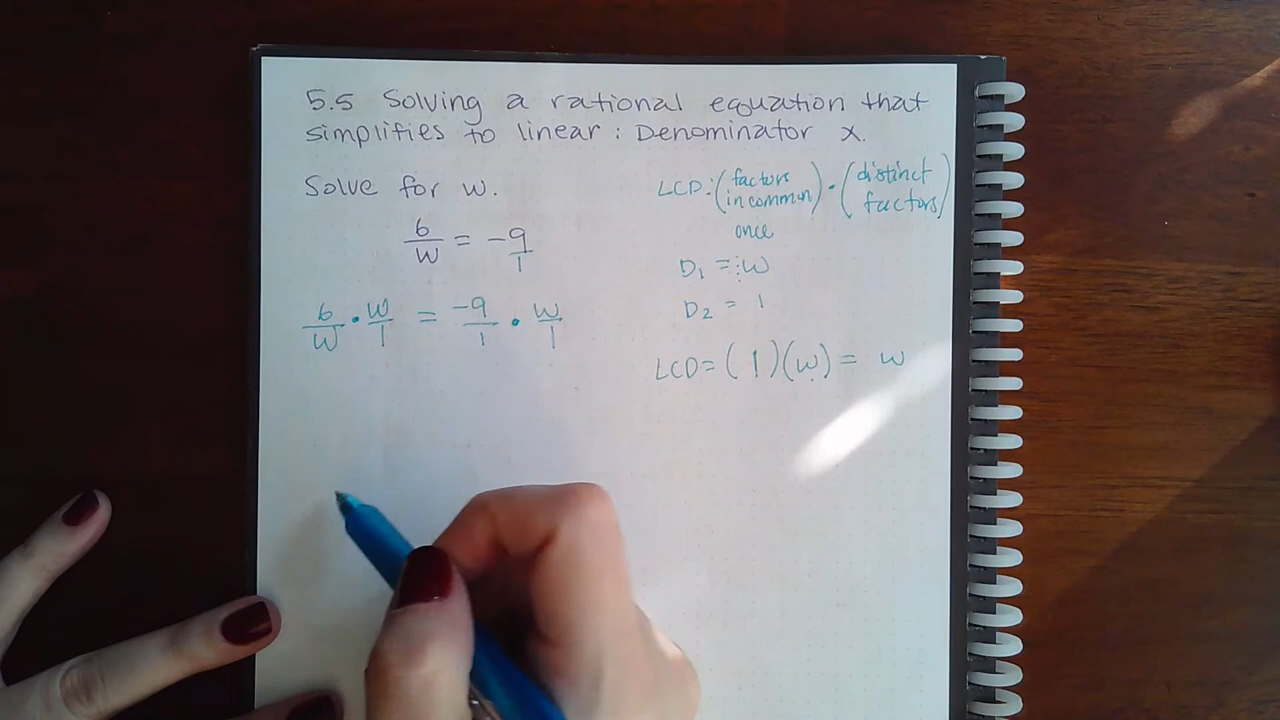 5.5 Solving a rational equation that
simplifies to linear: Denominator x.
Solve for w.
6/w = -9/1
6/w · w/1 = -9/1 · w/1
LCD: (factors in common) · (distinct factors)
once
D₁ = w
D₂ = 1
LCD = (1)(w) = w